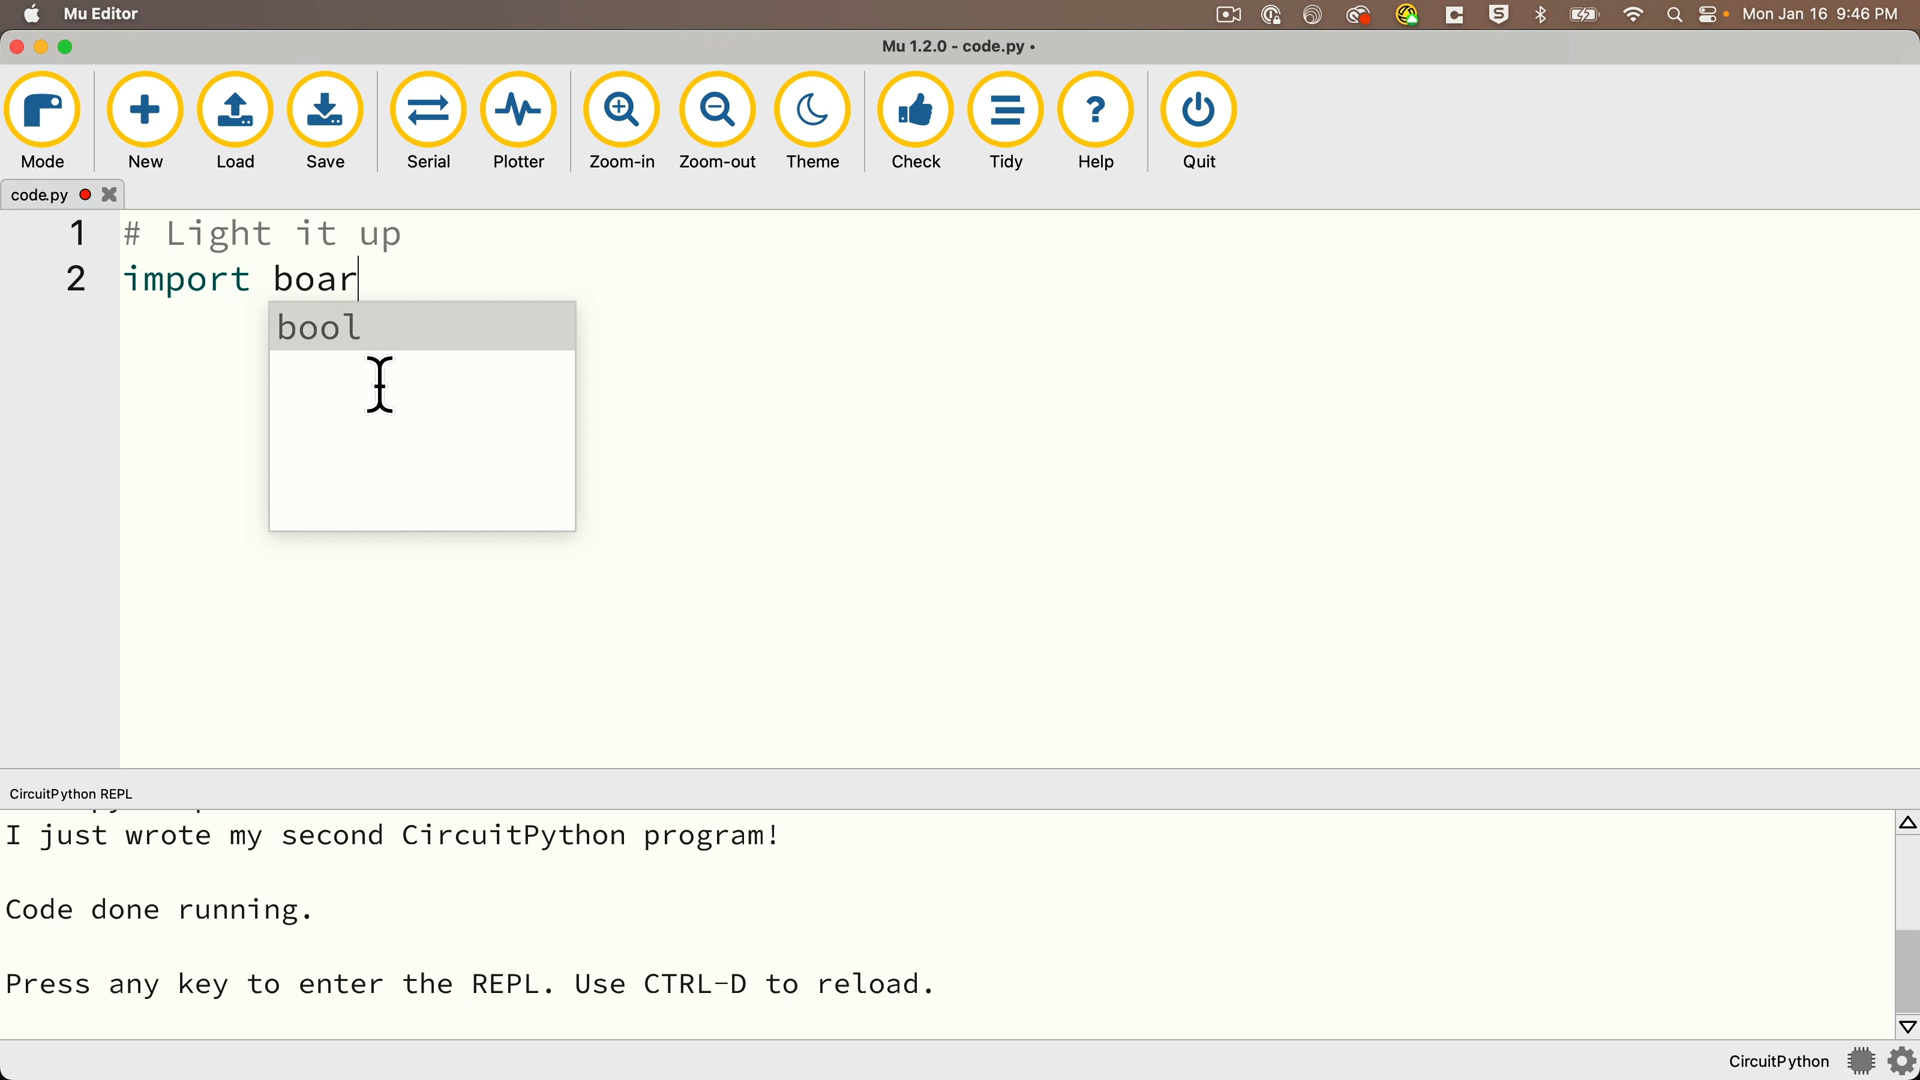 Mu Editor
Mon Jan 16 9:46 PM
Mu 1.2.0 - code.py •
Mode
New
Load
Save
Serial
Plotter
Zoom-in
Zoom-out
Theme
Check
Tidy
Help
Quit
code.py
1 # Light it up
2 import boar
bool
CircuitPython REPL
I just wrote my second CircuitPython program!
Code done running.
Press any key to enter the REPL. Use CTRL-D to reload.
CircuitPython